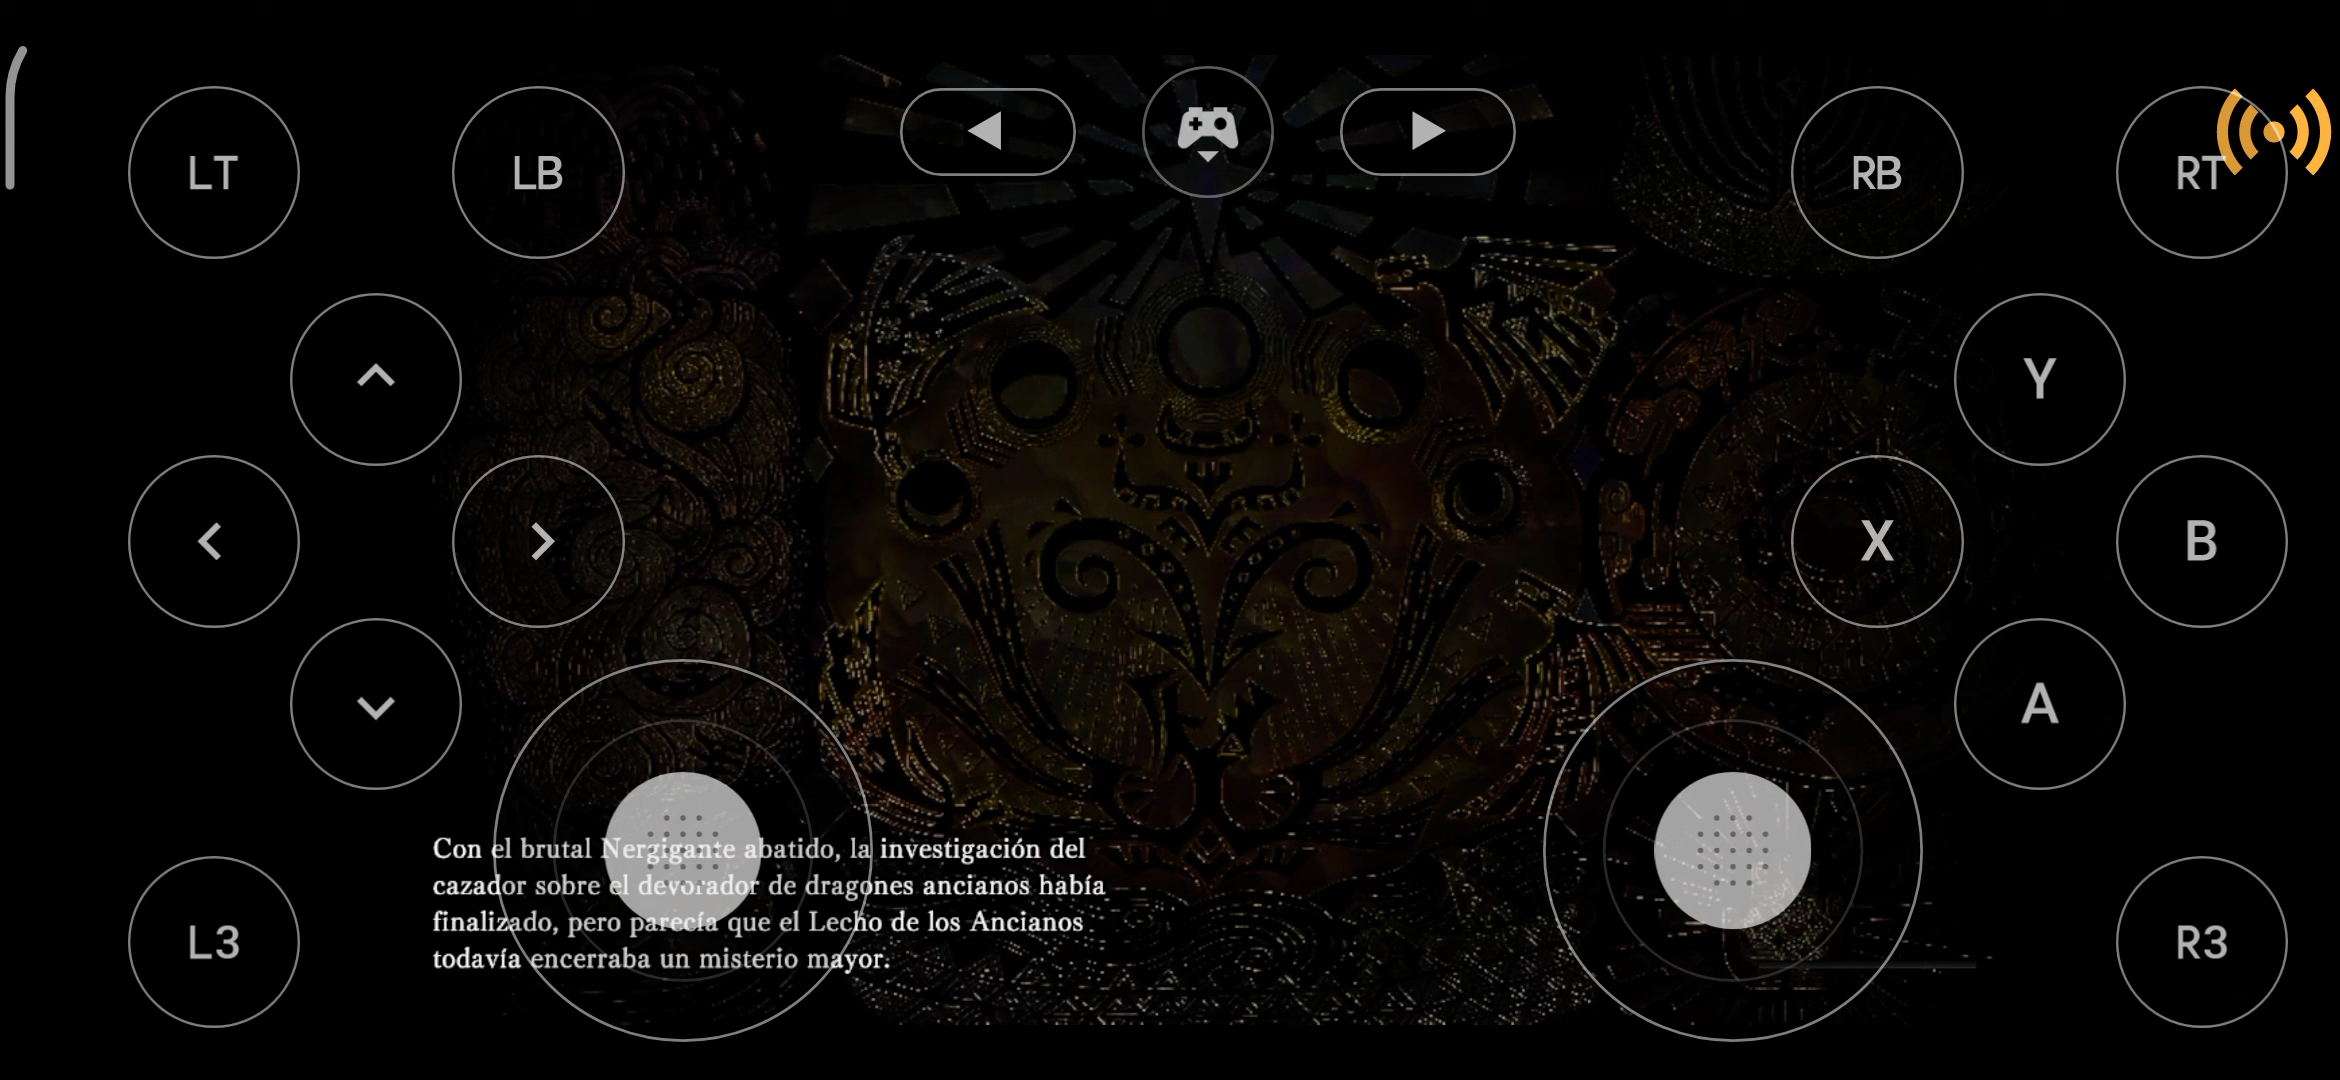 LT
LB
RB
RT
Y
X
B
A
Con el brutal Nergigante abatido, la investigación del
cazador sobre el devorador de dragones ancianos había
finalizado, pero parecía que el Lecho de los Ancianos
todavía encerraba un misterio mayor.
L3
R3